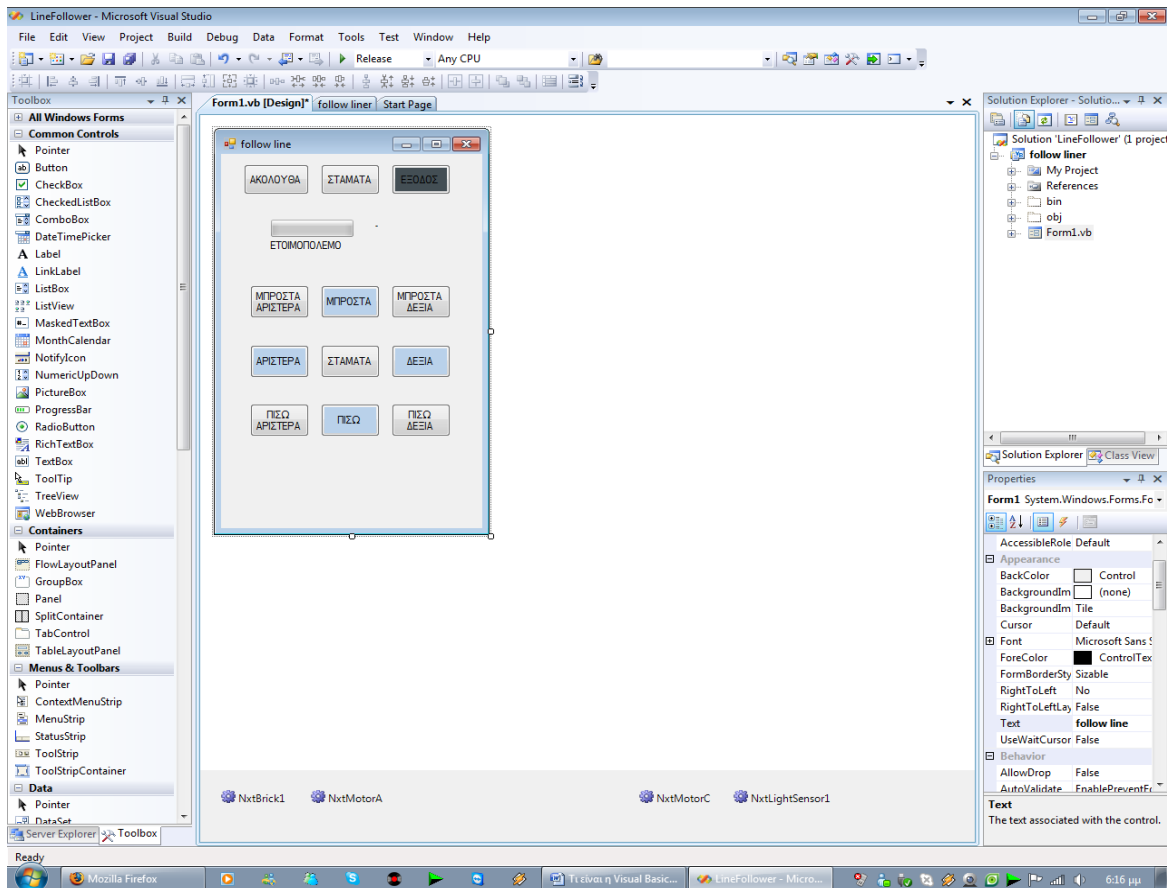 LineFollower - Microsoft Visual Studio
File Edit View Project Build Debug Data Format Tools Test Window Help
Release Any CPU
Toolbox
All Windows Forms
Common Controls
Pointer
Button
CheckBox
CheckedListBox
ComboBox
DateTimePicker
Label
LinkLabel
ListBox
ListView
MaskedTextBox
MonthCalendar
NotifyIcon
NumericUpDown
PictureBox
ProgressBar
RadioButton
RichTextBox
TextBox
ToolTip
TreeView
WebBrowser
Containers
Pointer
FlowLayoutPanel
GroupBox
Panel
SplitContainer
TabControl
TableLayoutPanel
Menus & Toolbars
Pointer
ContextMenuStrip
MenuStrip
StatusStrip
ToolStrip
ToolStripContainer
Data
Pointer
DataSet
Server Explorer Toolbox
Form1.vb [Design]* follow liner Start Page
follow line
ΑΚΟΛΟΥΘΑ ΣΤΑΜΑΤΑ ΕΞΟΔΟΣ
ΕΤΟΙΜΟΠΟΛΕΜΟ
ΜΠΡΟΣΤΑ ΑΡΙΣΤΕΡΑ ΜΠΡΟΣΤΑ ΜΠΡΟΣΤΑ ΔΕΞΙΑ
ΑΡΙΣΤΕΡΑ ΣΤΑΜΑΤΑ ΔΕΞΙΑ
ΠΙΣΩ ΑΡΙΣΤΕΡΑ ΠΙΣΩ ΠΙΣΩ ΔΕΞΙΑ
NxtBrick1 NxtMotorA NxtMotorC NxtLightSensor1
Solution Explorer - Solutio...
Solution 'LineFollower' (1 project
follow liner
My Project
References
bin
obj
Form1.vb
Solution Explorer Class View
Properties
Form1 System.Windows.Forms.Fo
AccessibleRole Default
Appearance
BackColor Control
BackgroundIm (none)
BackgroundIm Tile
Cursor Default
Font Microsoft Sans S
ForeColor ControlTex
FormBorderSty Sizable
RightToLeft No
RightToLeftLay False
Text follow line
UseWaitCursor False
Behavior
AllowDrop False
AutoValidate EnablePreventFo
Text
The text associated with the control.
Ready
Mozilla Firefox Τι είναι η Visual Basic... LineFollower - Micro... 6:16 μμ